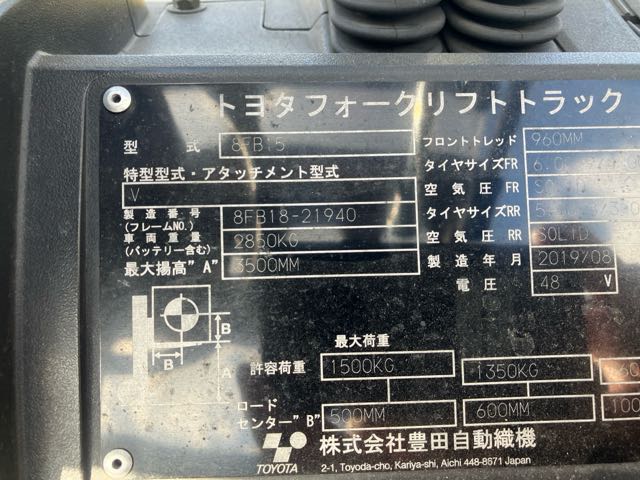 トヨタフォークリフトトラック
型 式 8FB15
特型型式・アタッチメント型式
V
製造番号
(フレームNO.) 8FB18-21940
車両重量
(バッテリー含む) 2850KG
最大揚高"A" 3500MM
フロントトレッド 960MM
タイヤサイズFR
空気圧FR
タイヤサイズRR
空気圧RR SOLID
製造年月 2019/08
電圧 48 V
B
B
A
最大荷重
許容荷重 1500KG 1350KG
ロード
センター"B" 500MM 600MM
TOYOTA 株式会社豊田自動織機
2-1, Toyoda-cho, Kariya-shi, Aichi 448-8671 Japan